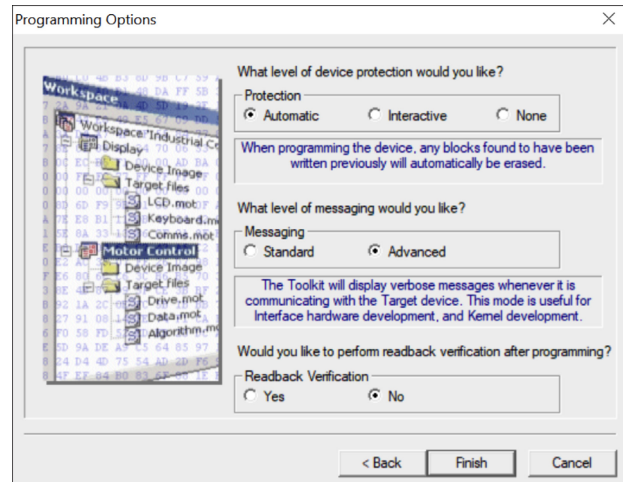 Programming Options
What level of device protection would you like?
Protection
Automatic
Interactive
None
When programming the device, any blocks found to have been
written previously will automatically be erased.
What level of messaging would you like?
Messaging
Standard
Advanced
The Toolkit will display verbose messages whenever it is
communicating with the Target device. This mode is useful for
Interface hardware development, and Kernel development.
Would you like to perform readback verification after programming?
Readback Verification
Yes
No
Workspace
Workspace 'Industrial
Display
Device Image
Target files
LCD.mot
Keyboard.m
Comms.mot
Motor Control
Device Image
Target files
Drive.mot
Data.mot
Algorithm.m
< Back
Finish
Cancel